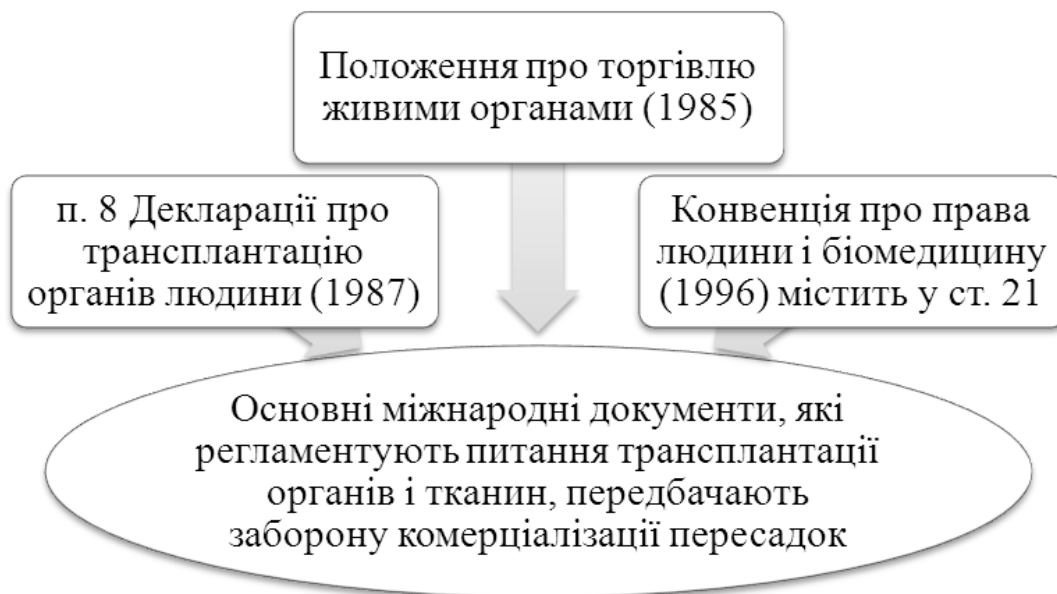 Положення про торгівлю
живими органами (1985)
п. 8 Декларації про
трансплантацію
органів людини (1987)
Конвенція про права
людини і біомедицину
(1996) містить у ст. 21
Основні міжнародні документи, які
регламентують питання трансплантації
органів і тканин, передбачають
заборону комерціалізації пересадок